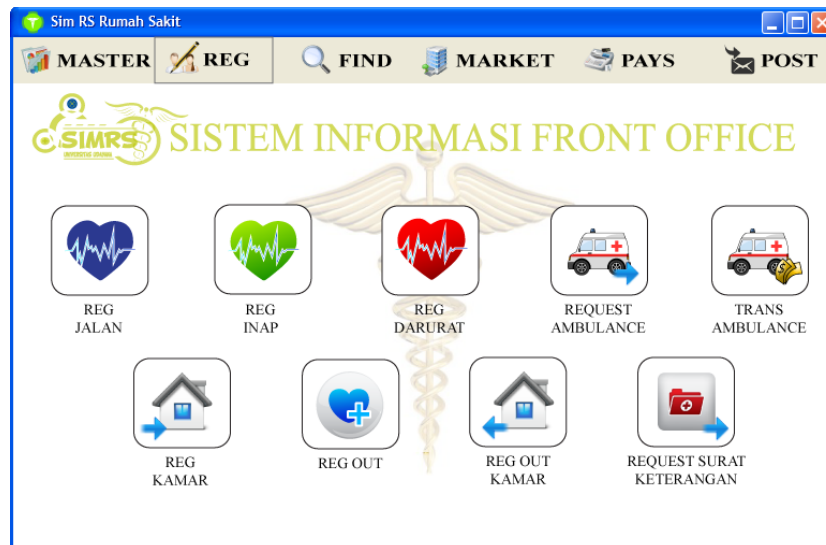 Sim RS Rumah Sakit
MASTER REG FIND MARKET PAYS POST
SIMRS
SISTEM INFORMASI FRONT OFFICE
REG
JALAN
REG
INAP
REG
DARURAT
REQUEST
AMBULANCE
TRANS
AMBULANCE
REG
KAMAR
REG OUT
REG OUT
KAMAR
REQUEST SURAT
KETERANGAN